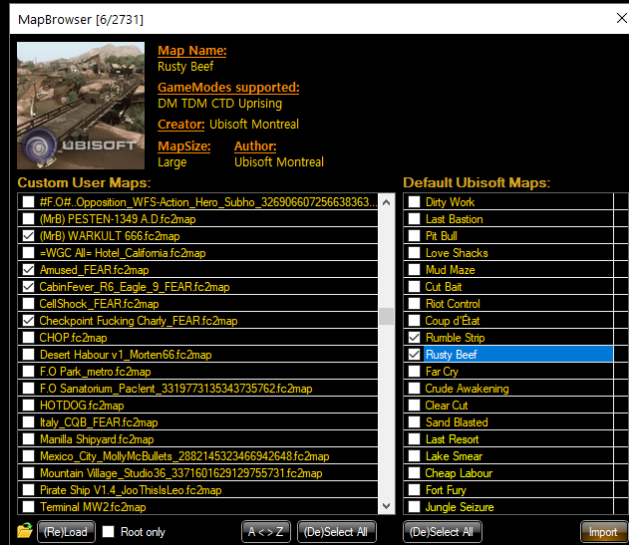 MapBrowser [6/2731]
Map Name:
Rusty Beef
GameModes supported:
DM TDM CTD Uprising
Creator: Ubisoft Montreal
MapSize: Author:
Large Ubisoft Montreal
UBISOFT
Custom User Maps:
#F.O#..Opposition_WFS-Action_Hero_Subho_326906607256638363...
(MrB) PESTEN-1349 A.D.fc2map
(MrB) WARKULT 666.fc2map
=WGC All= Hotel_California.fc2map
Amused_FEAR.fc2map
CabinFever_R6_Eagle_9_FEAR.fc2map
CellShock_FEAR.fc2map
Checkpoint Fucking Charly_FEAR.fc2map
CHOP.fc2map
Desert Habour v1_Morten66.fc2map
F.O Park_metro.fc2map
F.O Sanatorium_Pac!ent_3319773135343735762.fc2map
HOTDOG.fc2map
Italy_CQB_FEAR.fc2map
Manilla Shipyard.fc2map
Mexico_City_MollyMcBullets_2882145323466942648.fc2map
Mountain Village_Studio36_3371601629129755731.fc2map
Pirate Ship V1.4_JooThisIsLeo.fc2map
Terminal MW2.fc2map
Default Ubisoft Maps:
Dirty Work
Last Bastion
Pit Bull
Love Shacks
Mud Maze
Cut Bait
Riot Control
Coup d'État
Rumble Strip
Rusty Beef
Far Cry
Crude Awakening
Clear Cut
Sand Blasted
Last Resort
Lake Smear
Cheap Labour
Fort Fury
Jungle Seizure
(Re)Load Root only A < > Z (De)Select All (De)Select All Import